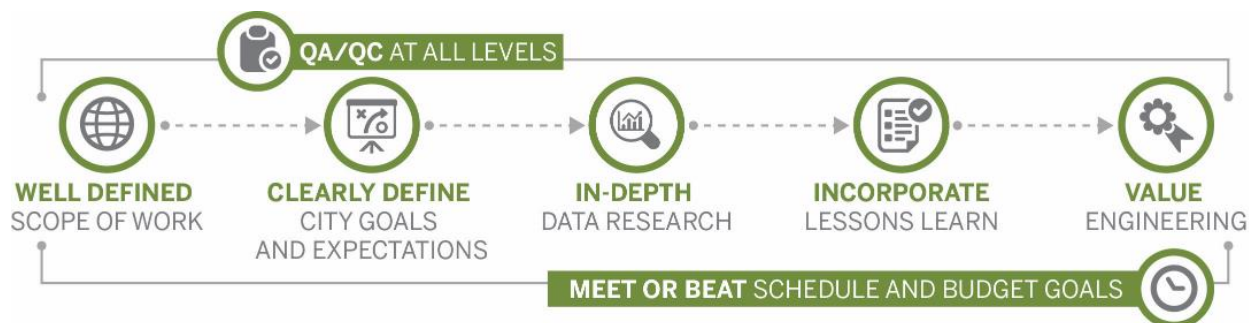 QA/QC AT ALL LEVELS
WELL DEFINED
SCOPE OF WORK
CLEARLY DEFINE
CITY GOALS
AND EXPECTATIONS
IN-DEPTH
DATA RESEARCH
INCORPORATE
LESSONS LEARN
VALUE
ENGINEERING
MEET OR BEAT SCHEDULE AND BUDGET GOALS